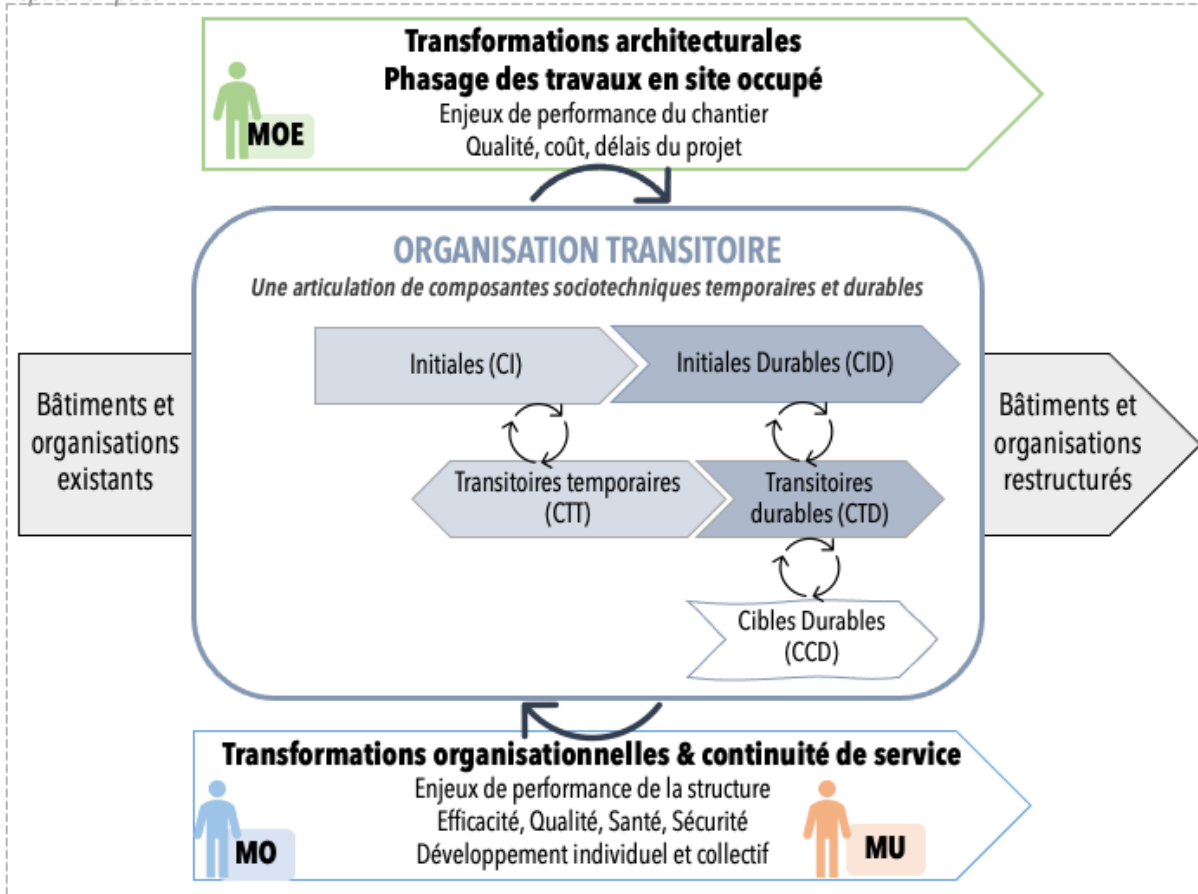 Transformations architecturales
Phasage des travaux en site occupé
Enjeux de performance du chantier
Qualité, coût, délais du projet
MOE
ORGANISATION TRANSITOIRE
Une articulation de composantes sociotechniques temporaires et durables
Initiales (CI)
Initiales Durables (CID)
Bâtiments et
organisations
existants
Transitoires temporaires
(CTT)
Transitoires
durables (CTD)
Bâtiments et
organisations
restructurés
Cibles Durables
(CCD)
Transformations organisationnelles & continuité de service
Enjeux de performance de la structure
Efficacité, Qualité, Santé, Sécurité
Développement individuel et collectif
MO
MU